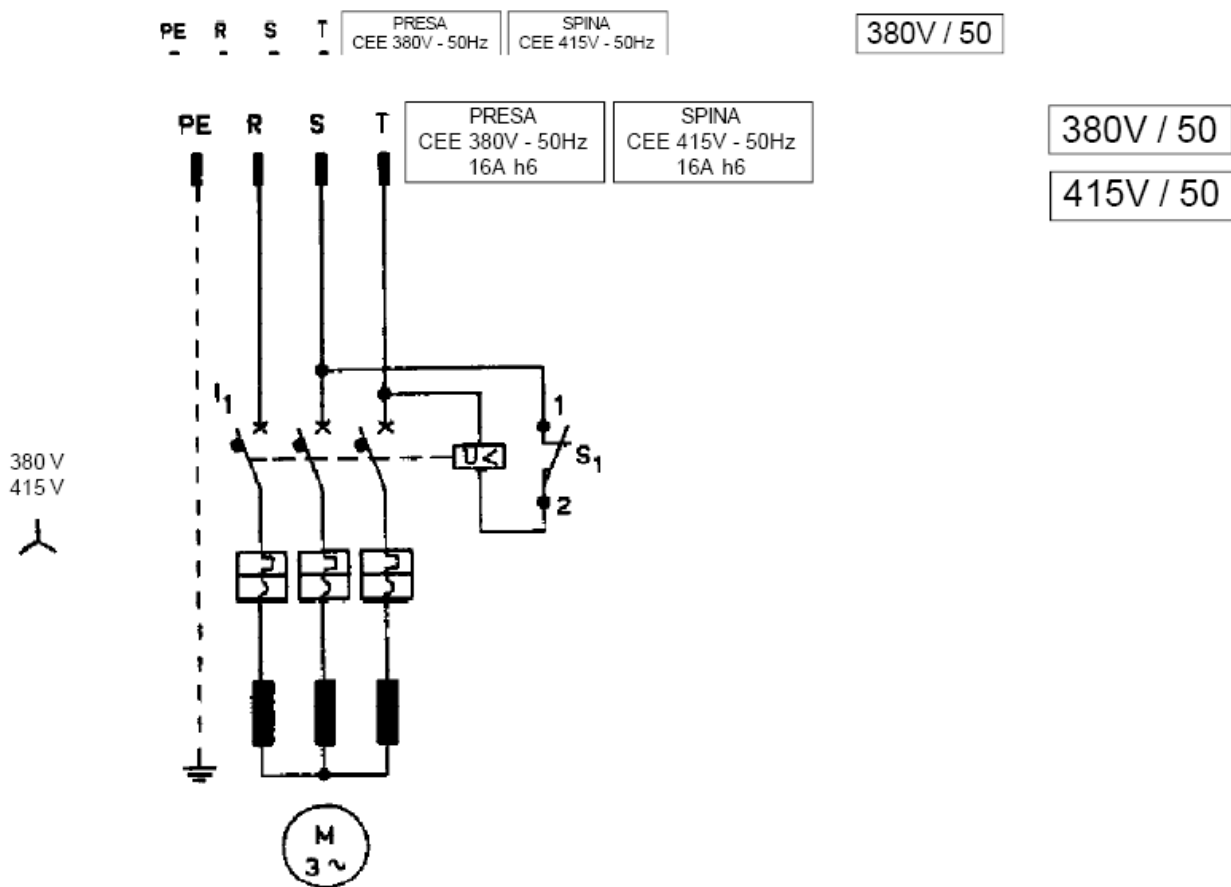 PE R S T
PRESA
CEE 380V - 50Hz
SPINA
CEE 415V - 50Hz
380V / 50
PE R S T
PRESA
CEE 380V - 50Hz
16A h6
SPINA
CEE 415V - 50Hz
16A h6
380V / 50
415V / 50
I1
1
U<
S1
2
380 V
415 V
M
3 ~